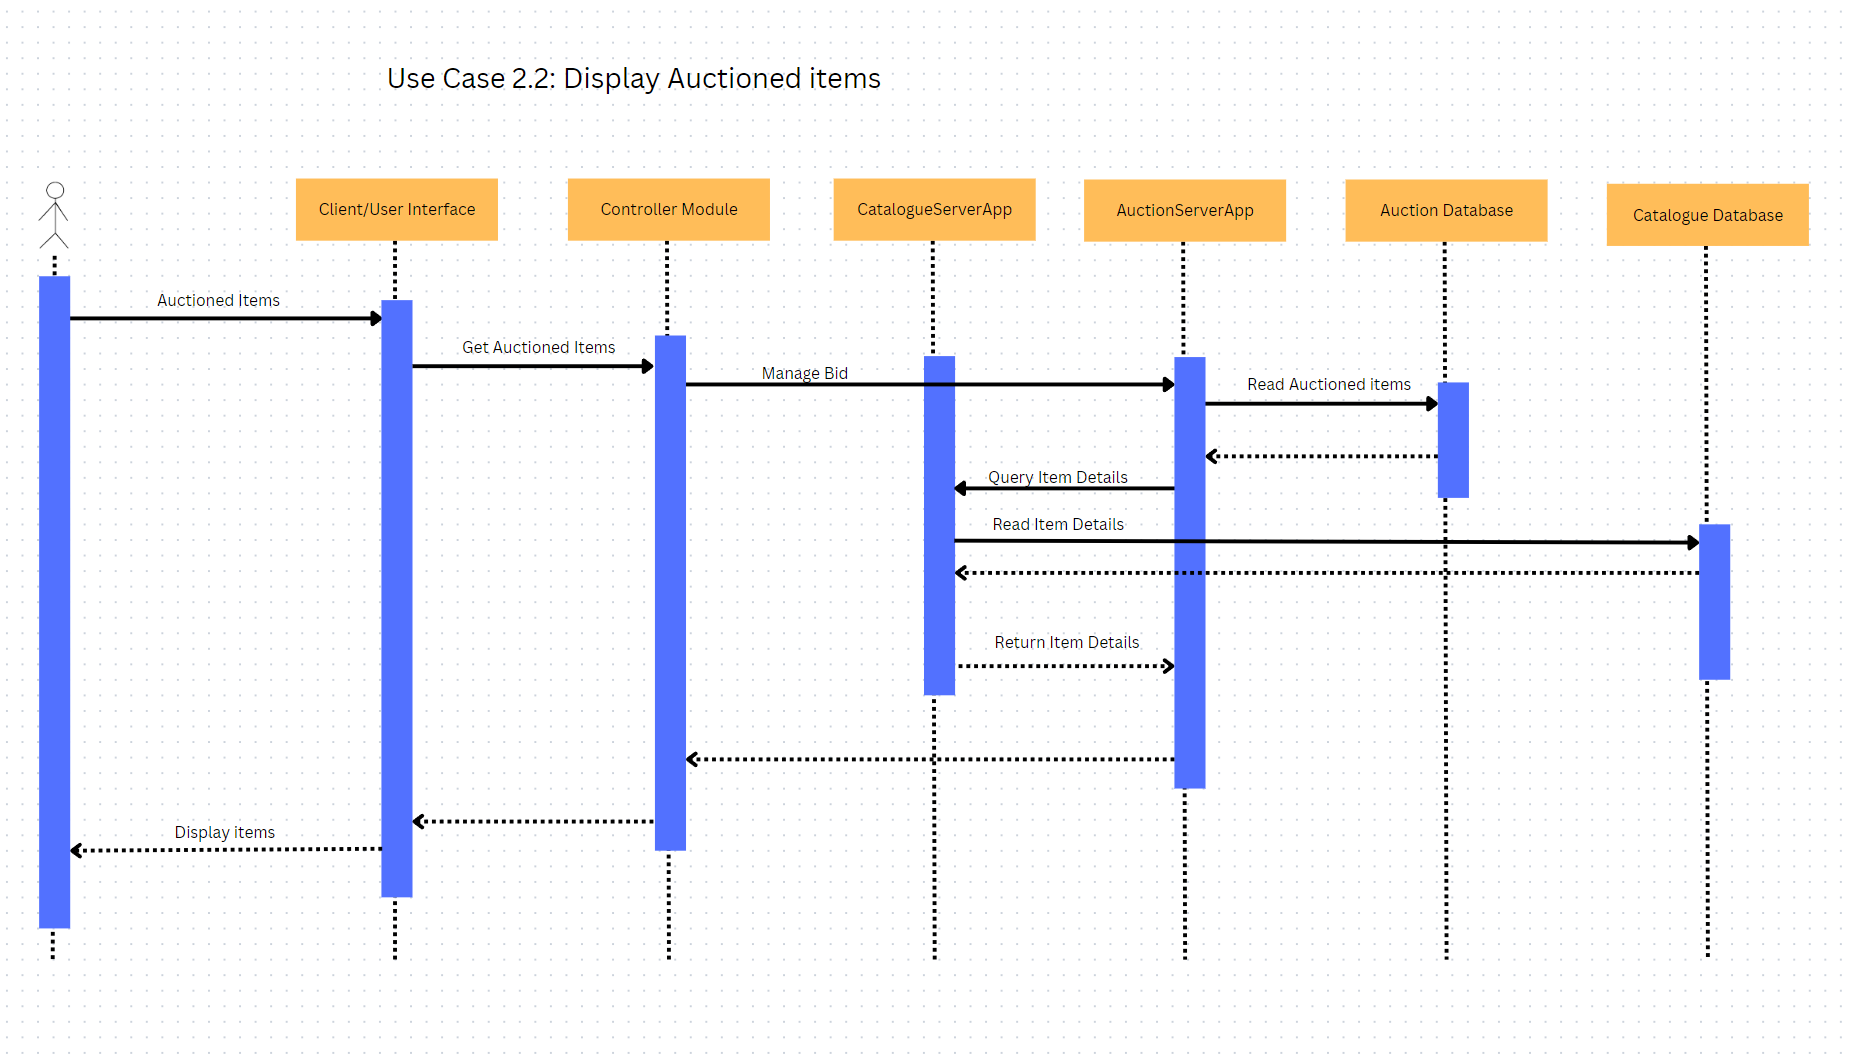 Use Case 2.2: Display Auctioned items
Client/User Interface
Controller Module
CatalogueServerApp
AuctionServerApp
Auction Database
Catalogue Database
Auctioned Items
Get Auctioned Items
Manage Bid
Read Auctioned items
Query Item Details
Read Item Details
Return Item Details
Display items